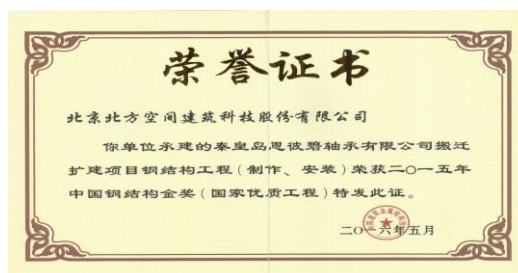 荣誉证书
北京北方空间建筑科技股份有限公司
你单位承建的秦皇岛恩彼碧轴承有限公司搬迁
扩建项目钢结构工程（制作、安装）荣获二〇一五年
中国钢结构金奖（国家优质工程）特发此证。
二〇一六年五月